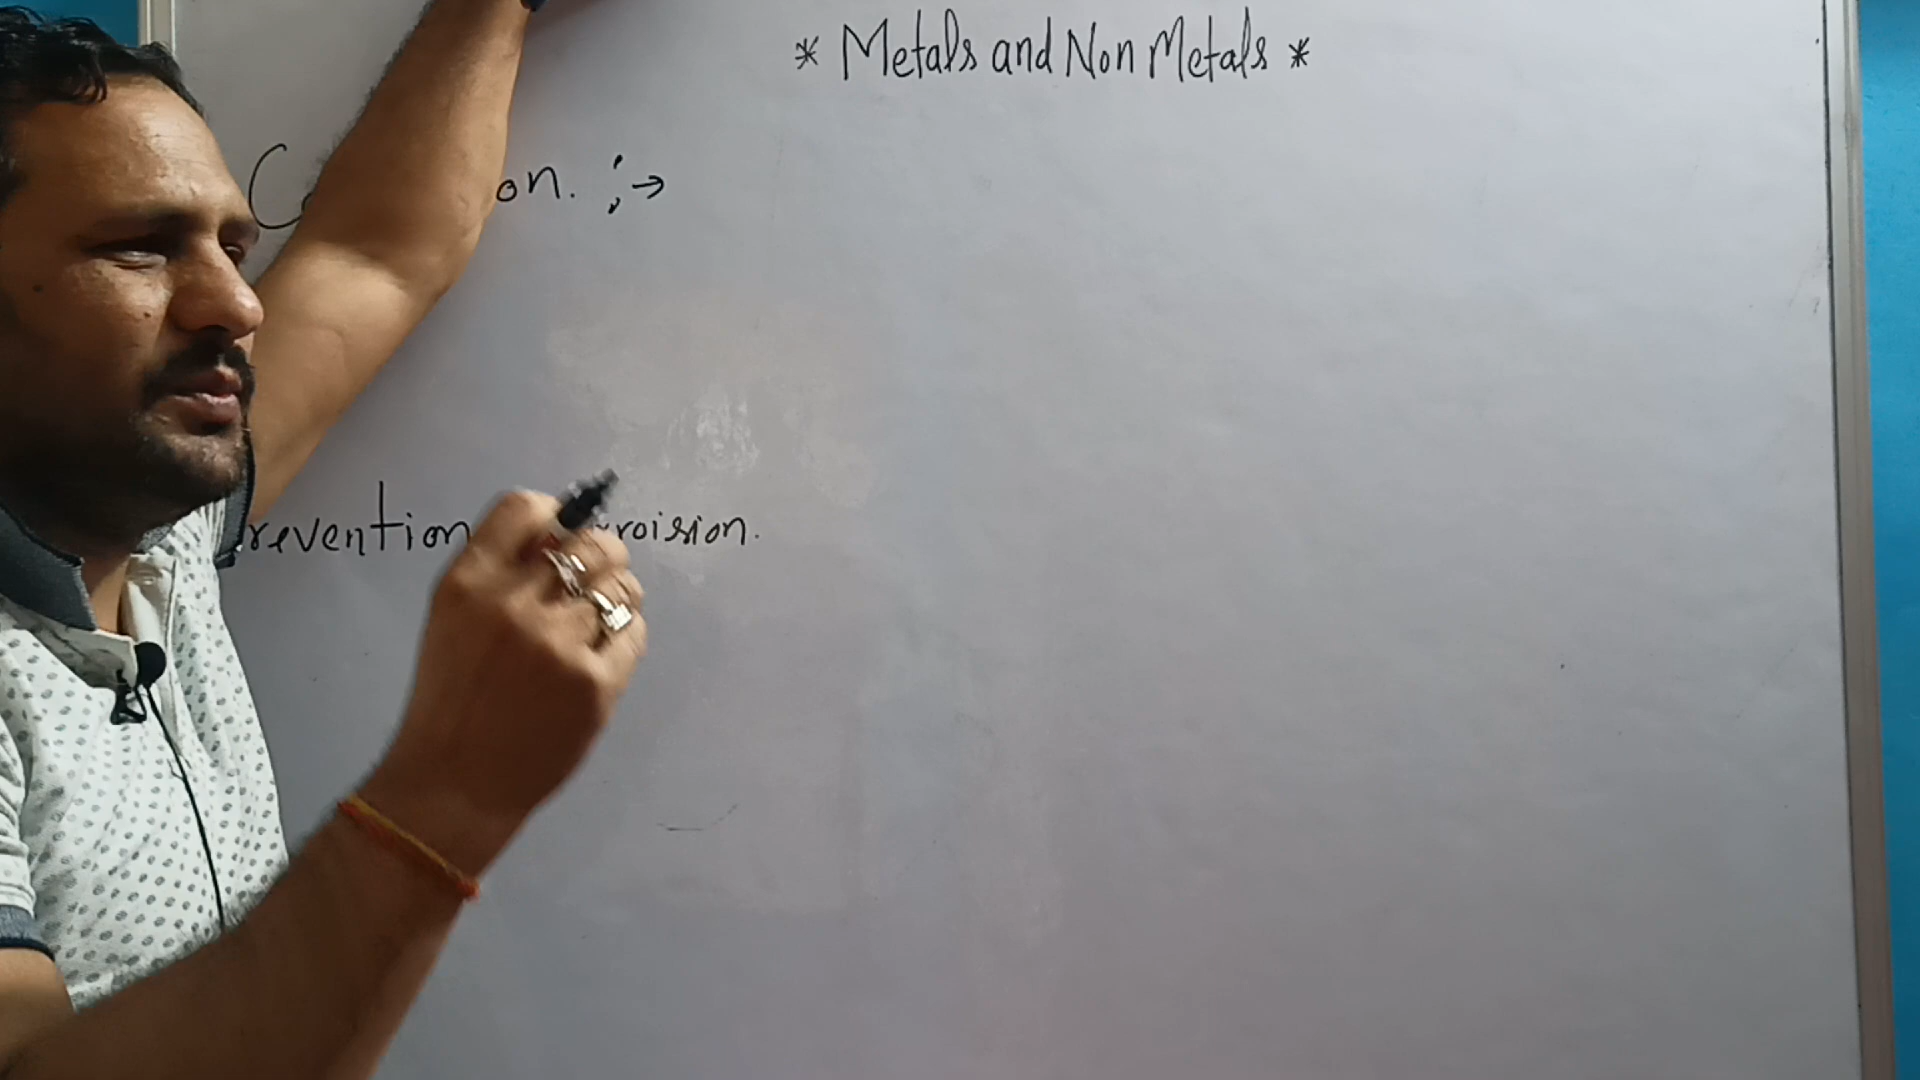 * Metals and Non Metals *
on. :→
revention roision.